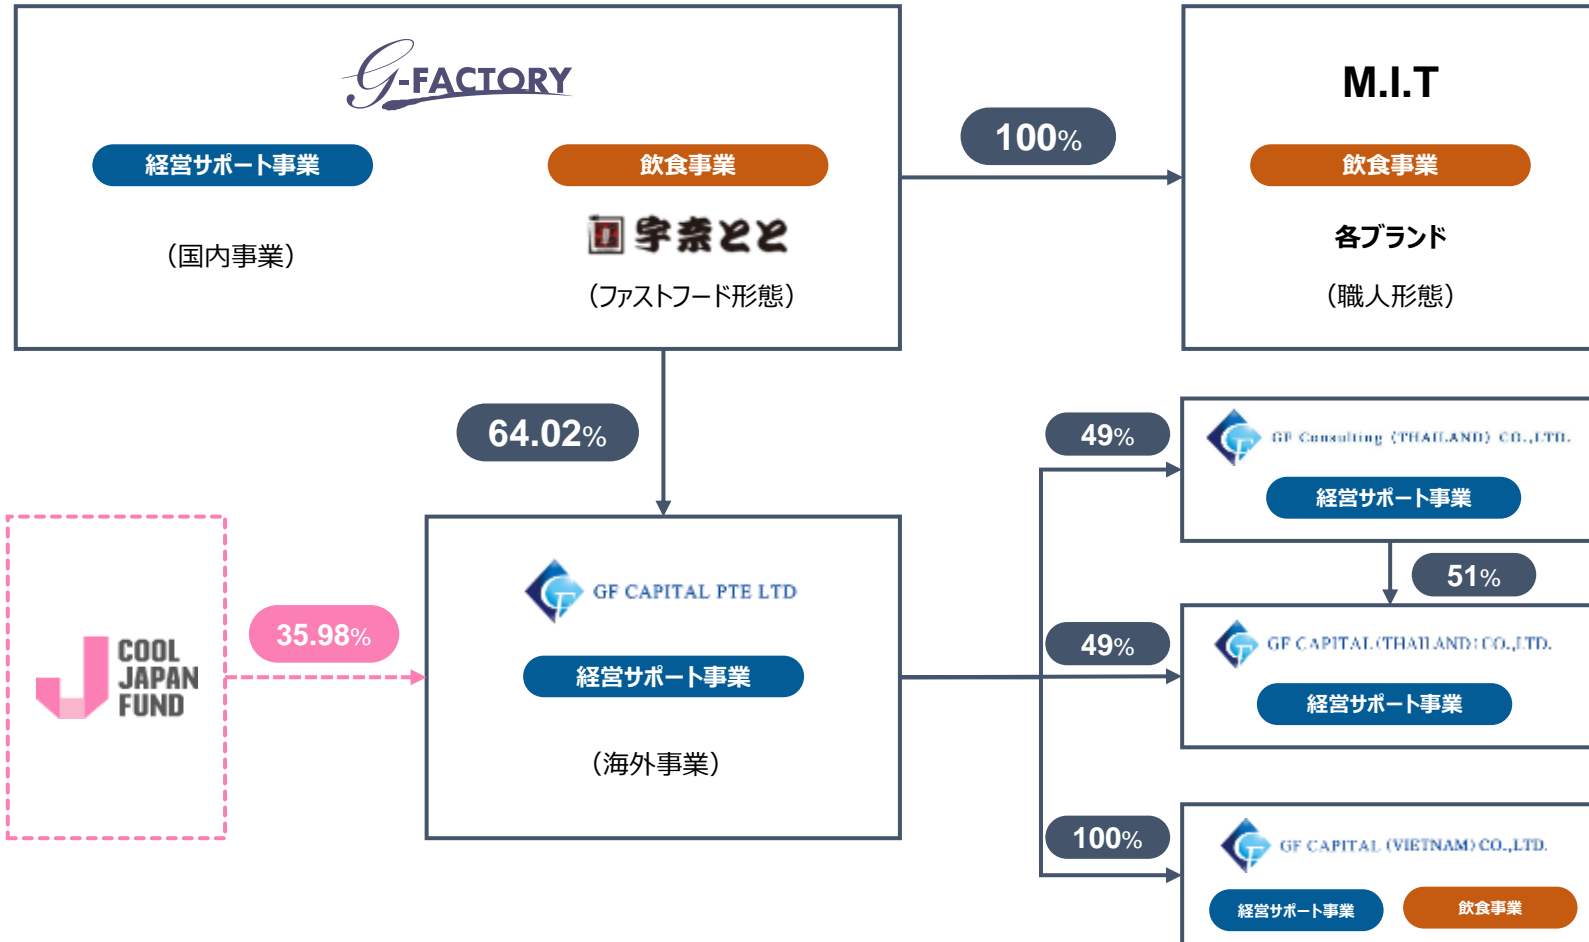 G-FACTORY
経営サポート事業
飲食事業
(国内事業)
宇奈とと
(ファストフード形態)
100%
M.I.T
飲食事業
各ブランド
(職人形態)
64.02%
COOL
JAPAN
FUND
35.98%
GF CAPITAL PTE LTD
経営サポート事業
(海外事業)
49%
GF Consulting (THAILAND) CO.,LTD.
経営サポート事業
51%
49%
GF CAPITAL (THAILAND) CO.,LTD.
経営サポート事業
100%
GF CAPITAL (VIETNAM) CO.,LTD.
経営サポート事業
飲食事業